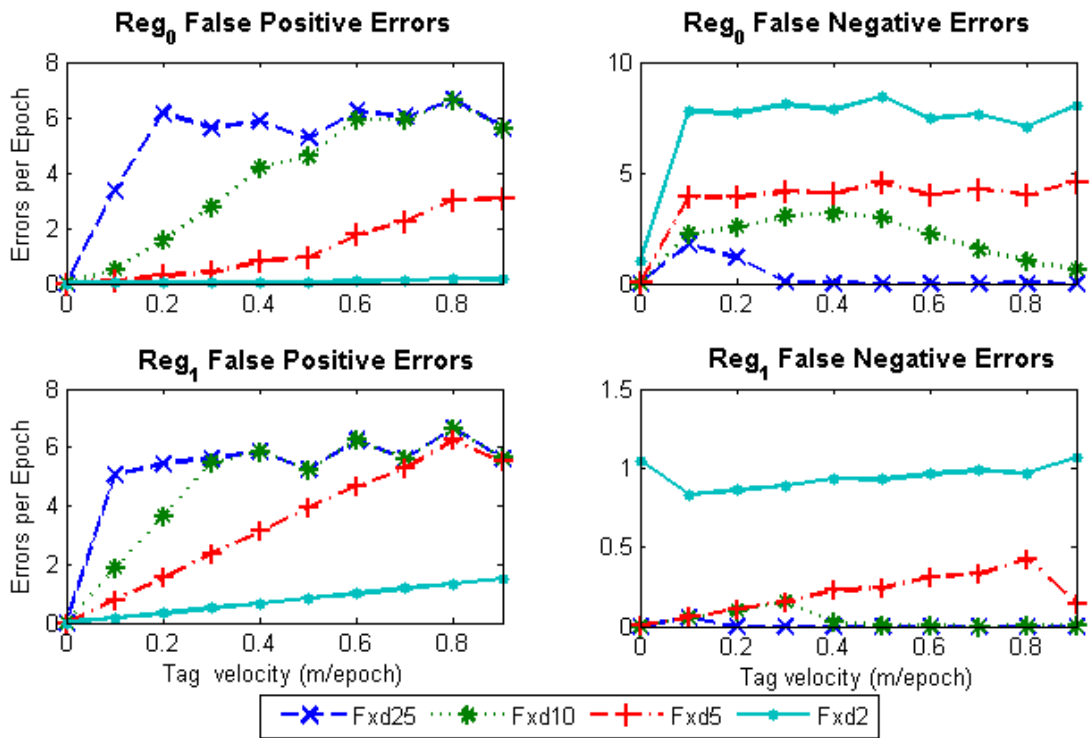 Reg0 False Positive Errors
Errors per Epoch
8
6
4
2
0
0 0.2 0.4 0.6 0.8
Reg0 False Negative Errors
10
5
0
0 0.2 0.4 0.6 0.8
Reg1 False Positive Errors
Errors per Epoch
8
6
4
2
0
0 0.2 0.4 0.6 0.8
Tag velocity (m/epoch)
Reg1 False Negative Errors
1.5
1
0.5
0
0 0.2 0.4 0.6 0.8
Tag velocity (m/epoch)
Fxd25 Fxd10 Fxd5 Fxd2